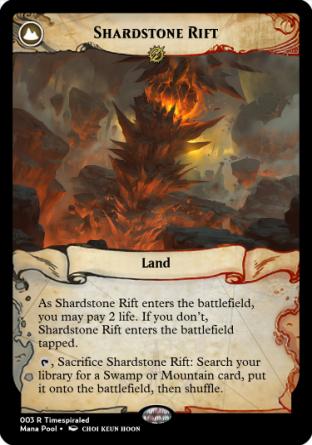 SHARDSTONE RIFT
Land
As Shardstone Rift enters the battlefield,
you may pay 2 life. If you don't,
Shardstone Rift enters the battlefield
tapped.
, Sacrifice Shardstone Rift: Search your
library for a Swamp or Mountain card, put
it onto the battlefield, then shuffle.
003 R Timespiraled
Mana Pool • CHOI KEUN HOON